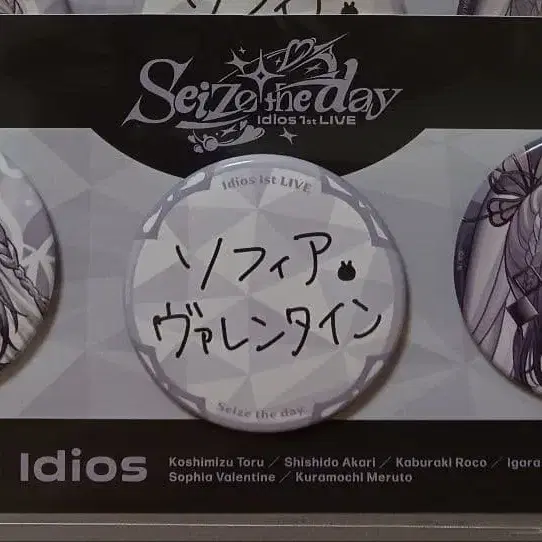 Seize the day
Idios 1st LIVE
Idios 1st LIVE
ソフィア
ヴァレンタイン
Seize the day
Idios
Koshimizu Toru / Shishido Akari / Kaburaki Roco / Igara
Sophia Valentine / Kuramochi Meruto